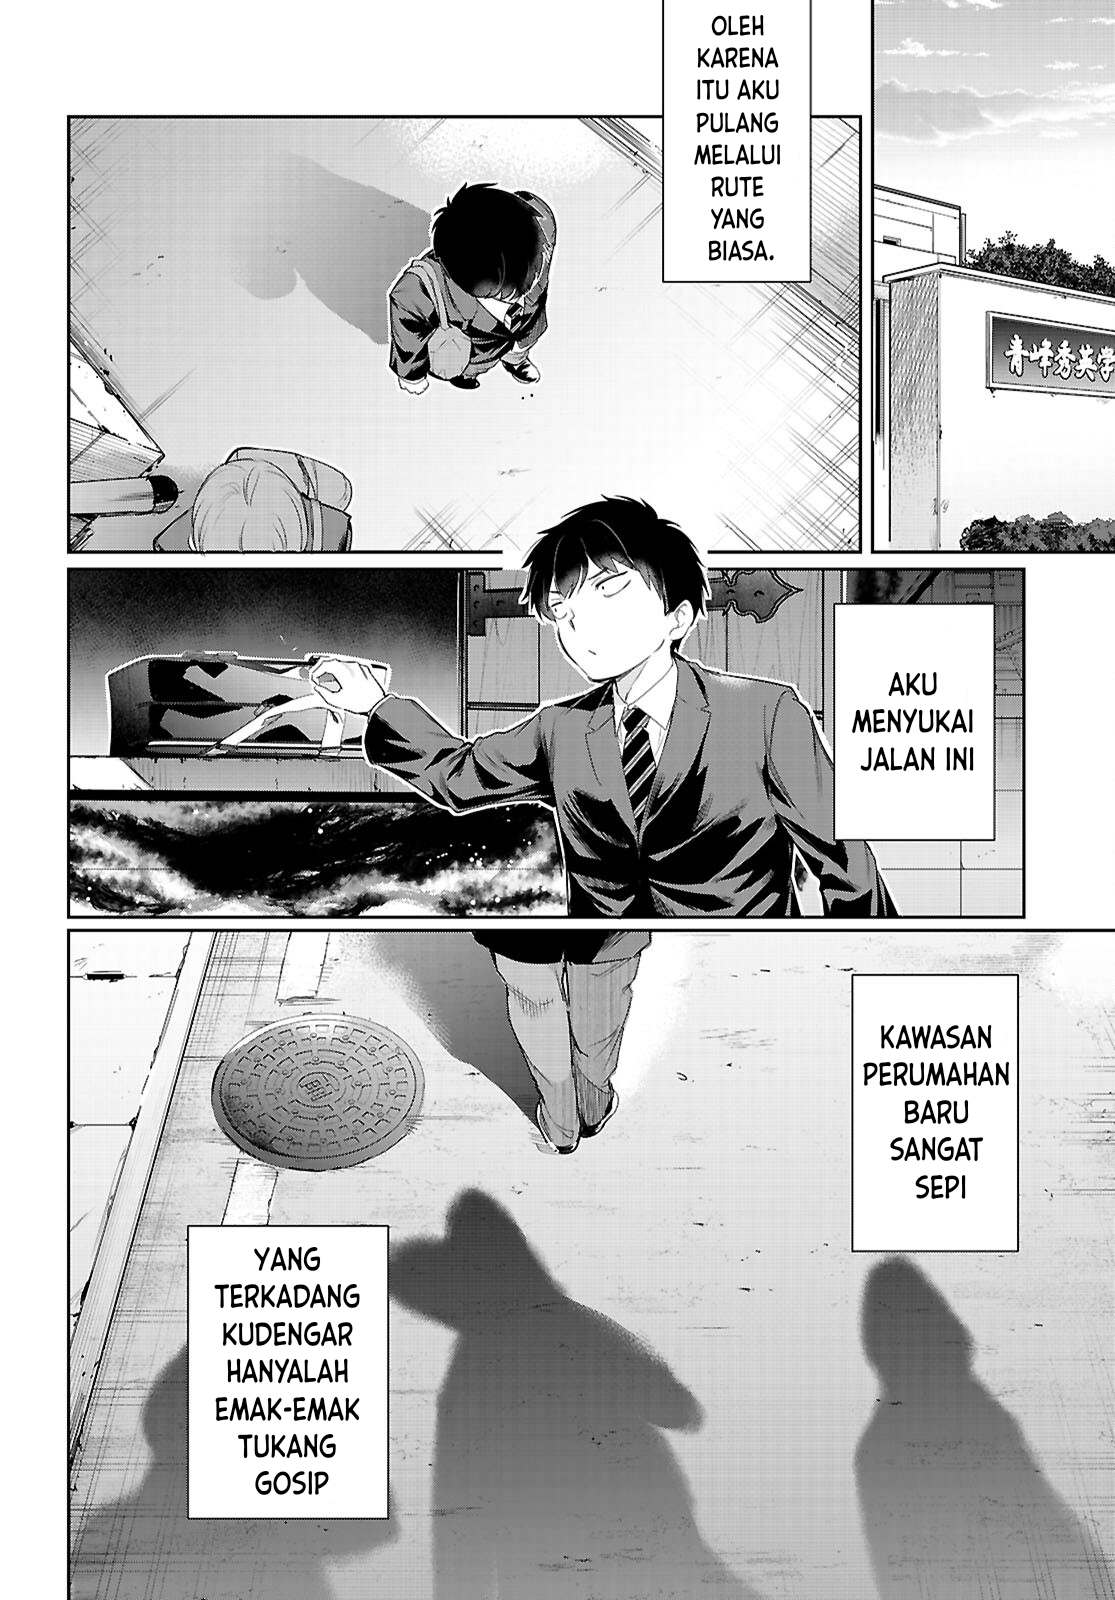 OLEH
KARENA
ITU AKU
PULANG
MELALUI
RUTE
YANG
BIASA.
青峰秀英学
AKU
MENYUKAI
JALAN INI
KAWASAN
PERUMAHAN
BARU
SANGAT
SEPI
YANG
TERKADANG
KUDENGAR
HANYALAH
EMAK-EMAK
TUKANG
GOSIP